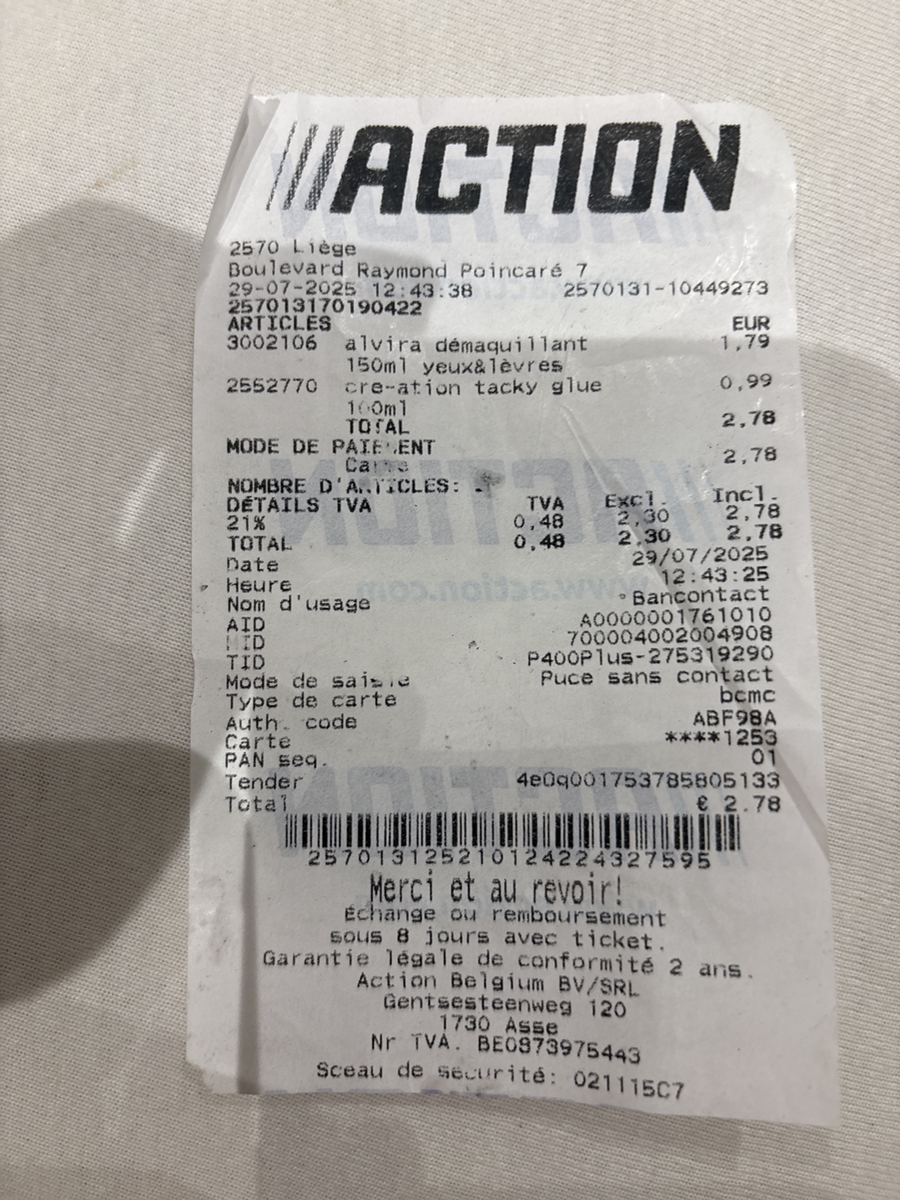 ACTION
2570 Liège
Boulevard Raymond Poincaré 7
29-07-2025 12:43:38 2570131-10449273
257013170190422
ARTICLES EUR
3002106 alvira démaquillant 1,79
150ml yeux&lèvres
2552770 cre-ation tacky glue 0,99
100ml
TOTAL 2,78
MODE DE PAIEMENT
Carte 2,78
NOMBRE D'ARTICLES:
DÉTAILS TVA TVA Excl. Incl.
21% 0,48 2,30 2,78
TOTAL 0,48 2,30 2,78
Date 29/07/2025
Heure 12:43:25
Nom d'usage Bancontact
AID A0000001761010
MID 700004002004908
TID P400Plus-275319290
Mode de saisie Puce sans contact
Type de carte bcmc
Auth. code ABF98A
Carte ****1253
PAN seq. 01
Tender 4e0q001753785805133
Total € 2.78
2570131252101242243 27595
Merci et au revoir!
Échange ou remboursement
sous 8 jours avec ticket.
Garantie légale de conformité 2 ans.
Action Belgium BV/SRL
Gentsesteenweg 120
1730 Asse
Nr TVA. BE0873975443
Sceau de sécurité: 021115C7